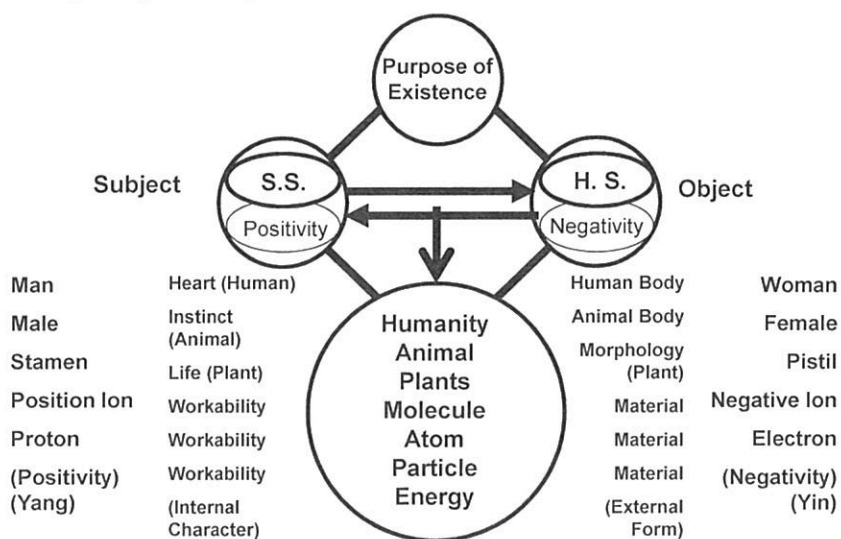 Purpose of
Existence
Subject
S.S.
H. S.
Object
Positivity
Negativity
Man
Male
Stamen
Position Ion
Proton
(Positivity)
(Yang)
Heart (Human)
Instinct
(Animal)
Life (Plant)
Workability
Workability
Workability
(Internal
Character)
Humanity
Animal
Plants
Molecule
Atom
Particle
Energy
Human Body
Animal Body
Morphology
(Plant)
Material
Material
Material
(External
Form)
Woman
Female
Pistil
Negative Ion
Electron
(Negativity)
(Yin)